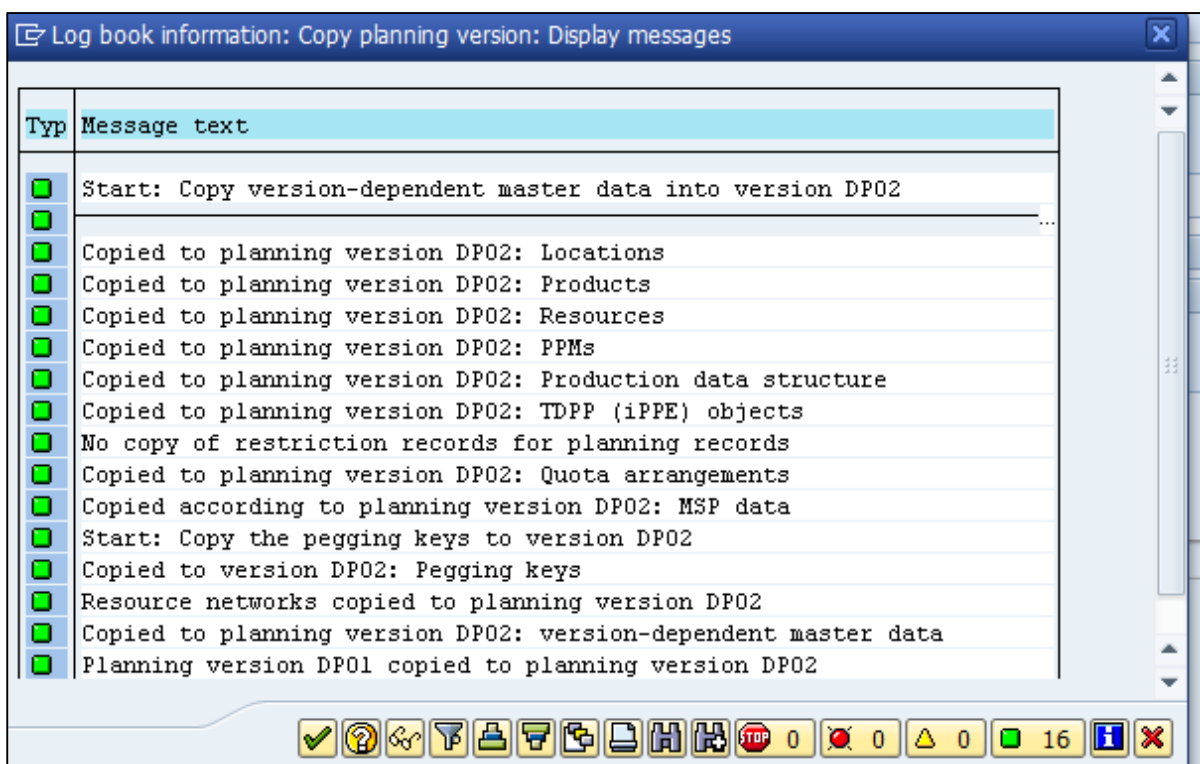 Log book information: Copy planning version: Display messages
Typ Message text
Start: Copy version-dependent master data into version DP02
...
Copied to planning version DP02: Locations
Copied to planning version DP02: Products
Copied to planning version DP02: Resources
Copied to planning version DP02: PPMs
Copied to planning version DP02: Production data structure
Copied to planning version DP02: TDPP (iPPE) objects
No copy of restriction records for planning records
Copied to planning version DP02: Quota arrangements
Copied according to planning version DP02: MSP data
Start: Copy the pegging keys to version DP02
Copied to version DP02: Pegging keys
Resource networks copied to planning version DP02
Copied to planning version DP02: version-dependent master data
Planning version DP01 copied to planning version DP02
STOP 0 0 0 16